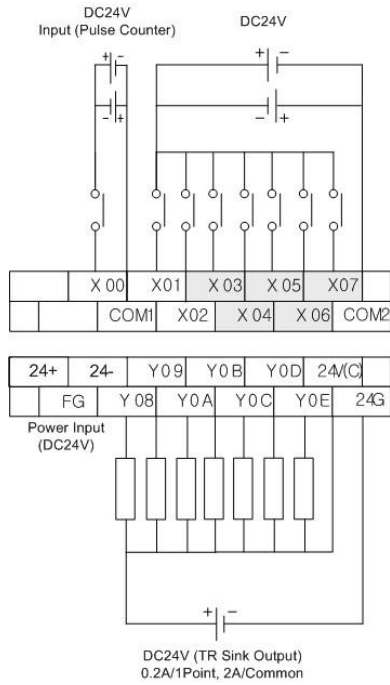 DC24V
Input (Pulse Counter)
DC24V
+ -
- +
+ -
- +
X 00 X01 X 03 X 05 X07
COM1 X02 X 04 X 06 COM2
24+ 24- Y09 Y0B Y0D 24V(C)
FG Y 08 Y0A Y0C Y0E 24G
Power Input
(DC24V)
+ -
DC24V (TR Sink Output)
0.2A/1Point, 2A/Common